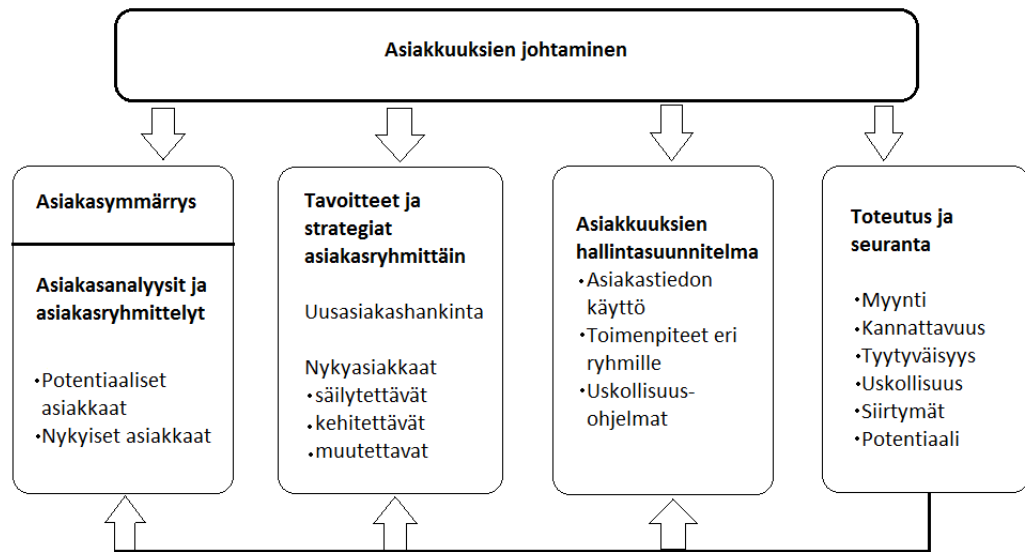 Asiakkuuksien johtaminen
Asiakasymmärrys
Asiakasanalyysit ja
asiakasryhmittelyt
•Potentiaaliset
asiakkaat
•Nykyiset asiakkaat
Tavoitteet ja
strategiat
asiakasryhmittäin
Uusasiakashankinta
Nykyasiakkaat
•säilytettävät
•kehitettävät
•muutettavat
Asiakkuuksien
hallintasuunnitelma
•Asiakastiedon
käyttö
•Toimenpiteet eri
ryhmille
•Uskollisuus-
ohjelmat
Toteutus ja
seuranta
•Myynti
•Kannattavuus
•Tyytyväisyys
•Uskollisuus
•Siirtymät
•Potentiaali